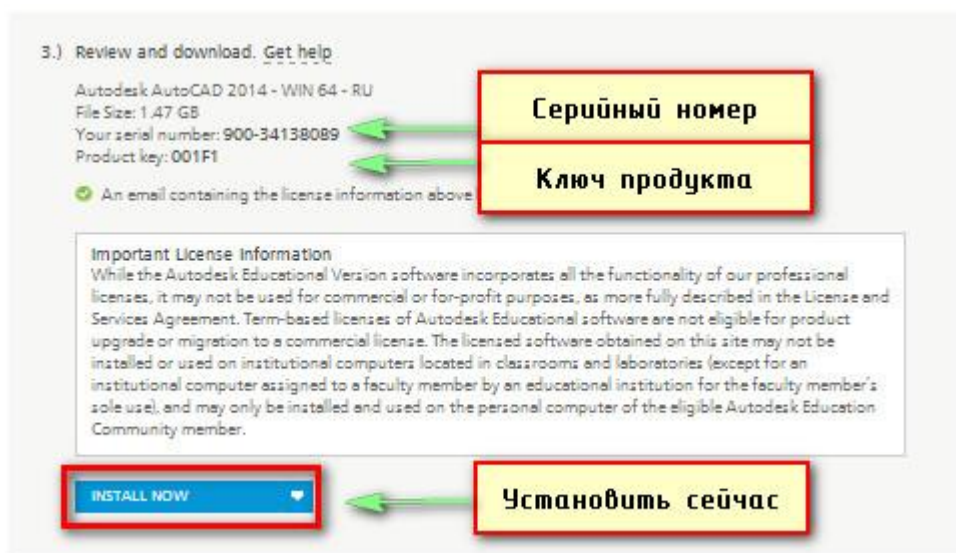 3.) Review and download. Get help
Autodesk AutoCAD 2014 - WIN 64 - RU
File Size: 1.47 GB
Your serial number: 900-34138089
Product key: 001F1
Серийный номер
Ключ продукта
An email containing the license information above
Important License Information
While the Autodesk Educational Version software incorporates all the functionality of our professional
licenses, it may not be used for commercial or for-profit purposes, as more fully described in the License and
Services Agreement. Term-based licenses of Autodesk Educational software are not eligible for product
upgrade or migration to a commercial license. The licensed software obtained on this site may not be
installed or used on institutional computers located in classrooms and laboratories (except for an
institutional computer assigned to a faculty member by an educational institution for the faculty member's
sole use), and may only be installed and used on the personal computer of the eligible Autodesk Education
Community member.
INSTALL NOW
Установить сейчас